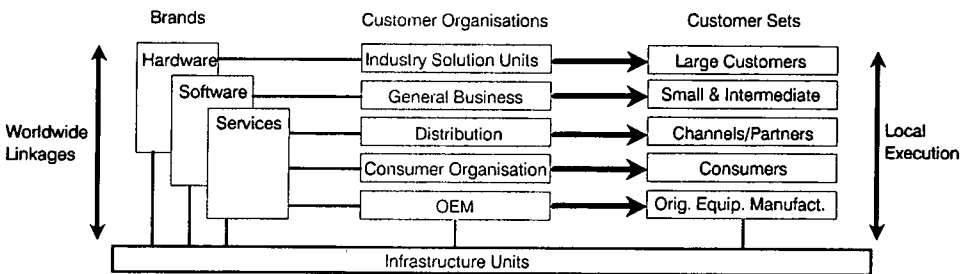 Brands
Customer Organisations
Customer Sets
Hardware
Industry Solution Units
Large Customers
Software
General Business
Small & Intermediate
Services
Distribution
Channels/Partners
Worldwide
Linkages
Local
Execution
Consumer Organisation
Consumers
OEM
Orig. Equip. Manufact.
Infrastructure Units